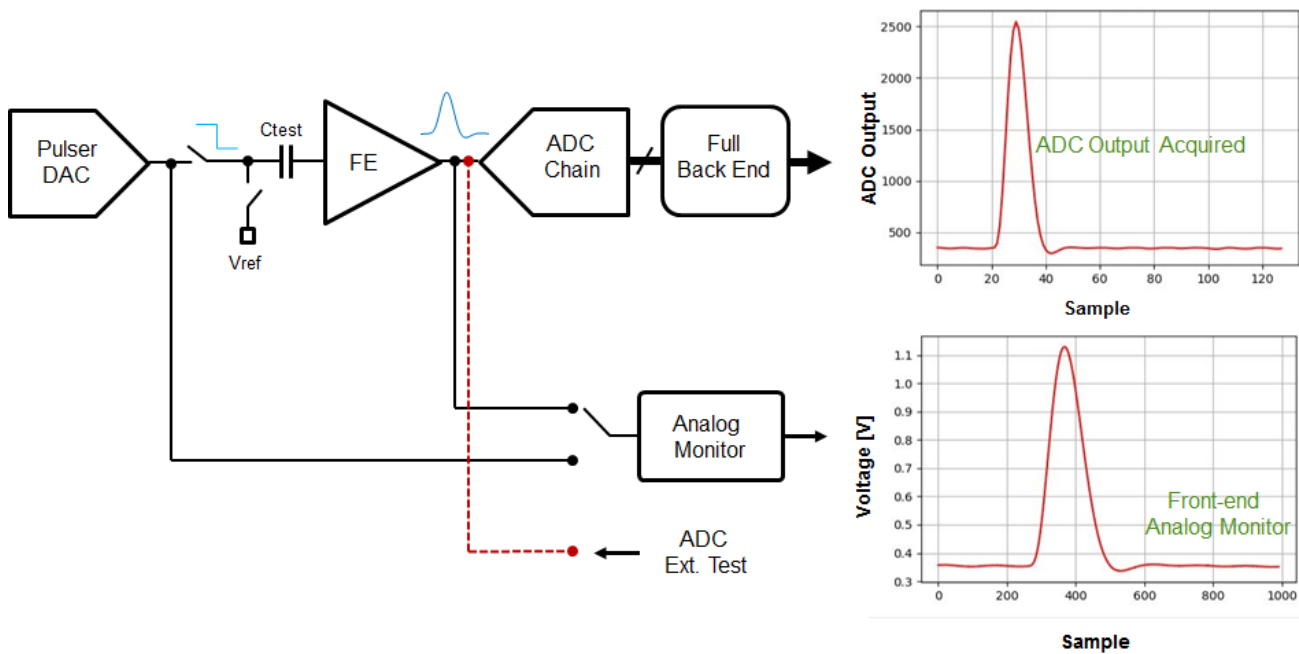 Pulser
DAC
Ctest
Vref
FE
ADC
Chain
Full
Back End
Analog
Monitor
ADC
Ext. Test
ADC Output
2500
2000
1500
1000
500
ADC Output Acquired
0 20 40 60 80 100 120
Sample
Voltage [V]
1.1
1.0
0.9
0.8
0.7
0.6
0.5
0.4
0.3
Front-end
Analog Monitor
0 200 400 600 800 1000
Sample